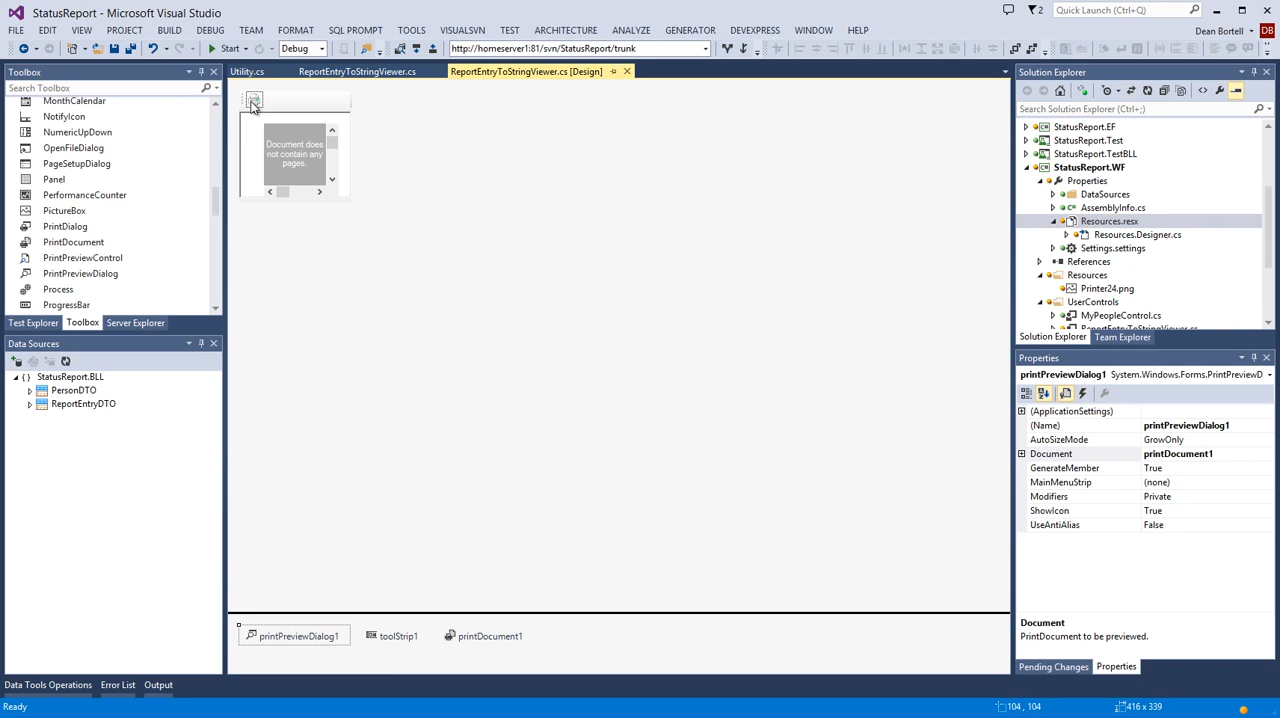 StatusReport - Microsoft Visual Studio
2
Quick Launch (Ctrl+;)
FILE EDIT VIEW PROJECT BUILD DEBUG TEAM FORMAT SQL PROMPT TOOLS VISUALSVN TEST ARCHITECTURE ANALYZE GENERATOR DEVEXPRESS WINDOW HELP
Dean Bortell DB
Start Debug http://homeserver1:81/svn/StatusReport/trunk
Toolbox
Search Toolbox
MonthCalendar
NotifyIcon
NumericUpDown
OpenFileDialog
PageSetupDialog
Panel
PerformanceCounter
PictureBox
PrintDialog
PrintDocument
PrintPreviewControl
PrintPreviewDialog
Process
ProgressBar
Test Explorer Toolbox Server Explorer
Data Sources
StatusReport.BLL
PersonDTO
ReportEntryDTO
Data Tools Operations Error List Output
Ready
Utility.cs ReportEntryToStringViewer.cs ReportEntryToStringViewer.cs [Design]
Document does
not contain any
pages.
printPreviewDialog1 toolStrip1 printDocument1
Solution Explorer
Search Solution Explorer (Ctrl+;)
StatusReport.EF
StatusReport.Test
StatusReport.TestBLL
StatusReport.WF
Properties
DataSources
AssemblyInfo.cs
Resources.resx
Resources.Designer.cs
Settings.settings
References
Resources
Printer24.png
UserControls
MyPeopleControl.cs
ReportEntryToStringViewer.cs
Solution Explorer Team Explorer
Properties
printPreviewDialog1 System.Windows.Forms.PrintPreviewD
(ApplicationSettings)
(Name) printPreviewDialog1
AutoSizeMode GrowOnly
Document printDocument1
GenerateMember True
MainMenuStrip (none)
Modifiers Private
ShowIcon True
UseAntiAlias False
Document
PrintDocument to be previewed.
Pending Changes Properties
104 , 104 416 x 339